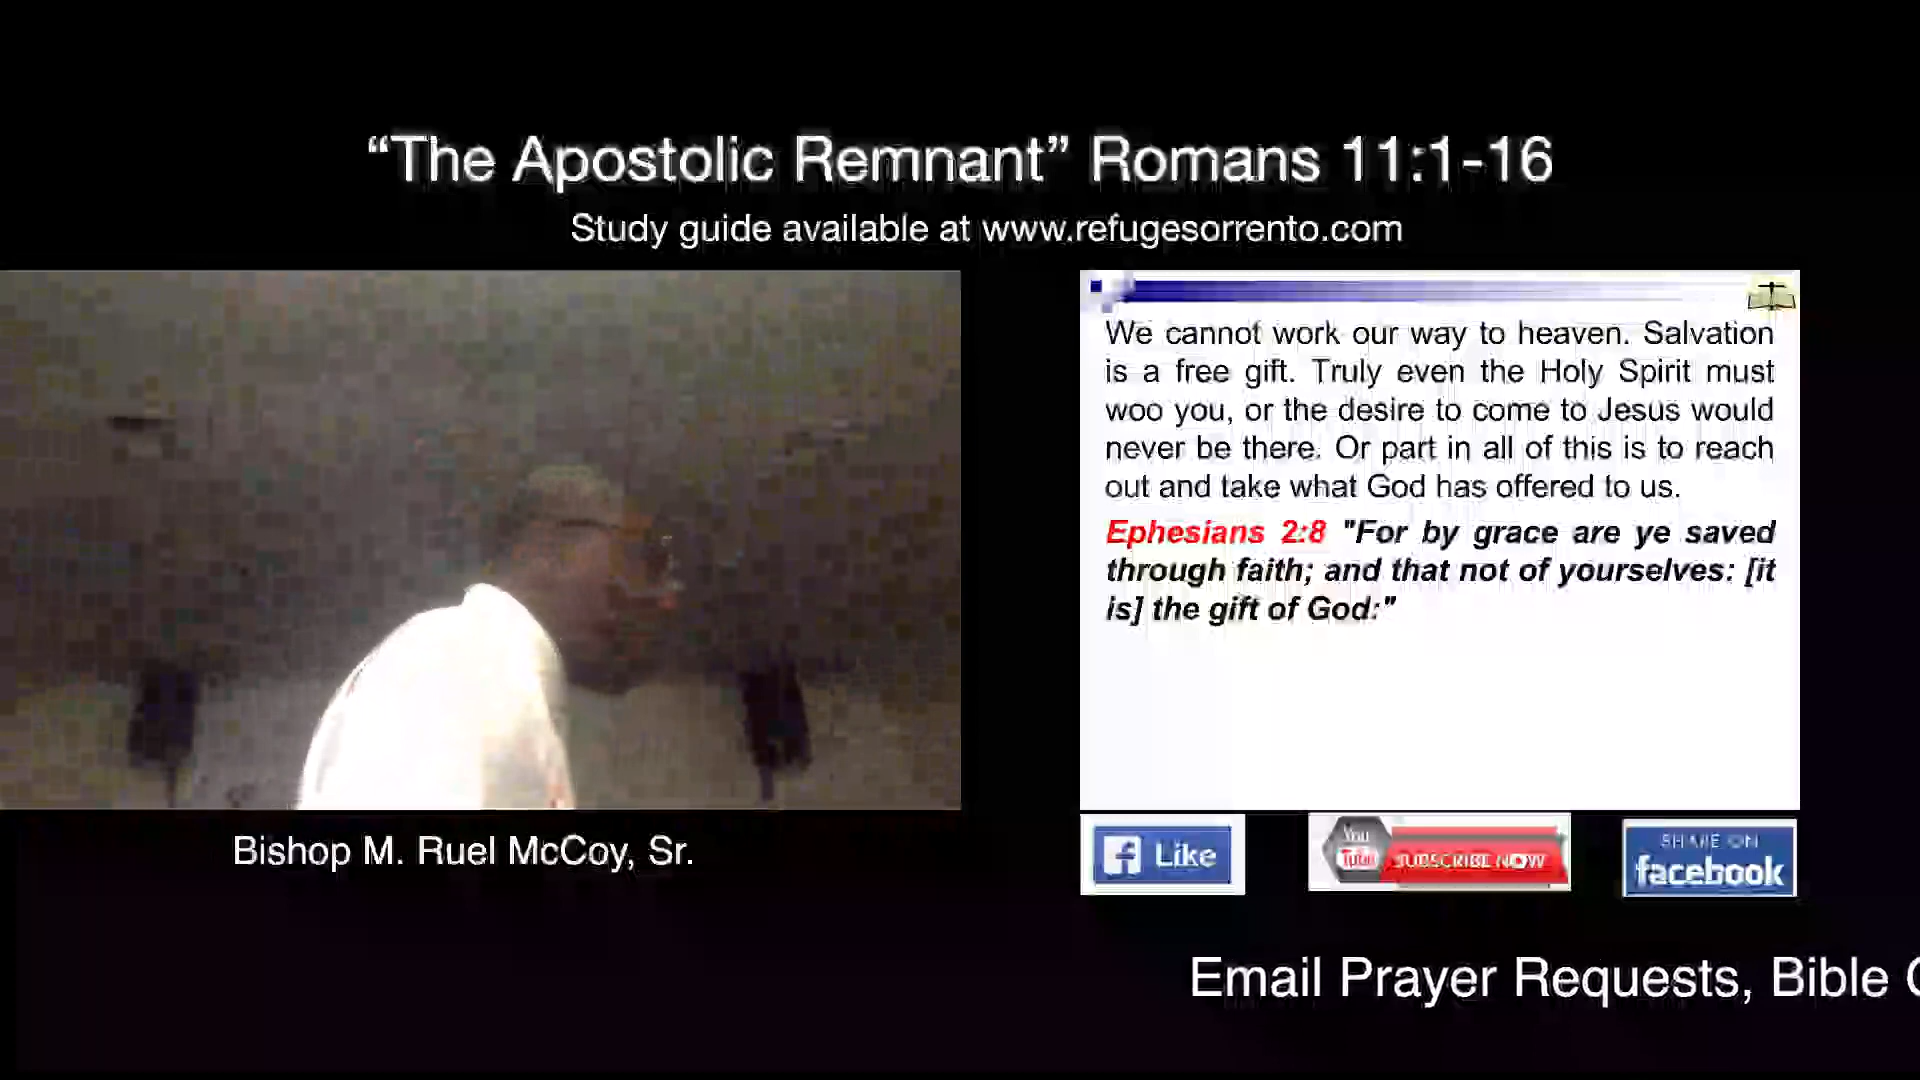 “The Apostolic Remnant” Romans 11:1-16
Study guide available at www.refugesorrento.com
We cannot work our way to heaven. Salvation
is a free gift. Truly even the Holy Spirit must
woo you, or the desire to come to Jesus would
never be there. Or part in all of this is to reach
out and take what God has offered to us.
Ephesians 2:8 "For by grace are ye saved
through faith; and that not of yourselves: [it
is] the gift of God:"
Bishop M. Ruel McCoy, Sr.
Like
You
Tube
SUBSCRIBE NOW
SHARE ON
facebook
Email Prayer Requests, Bible